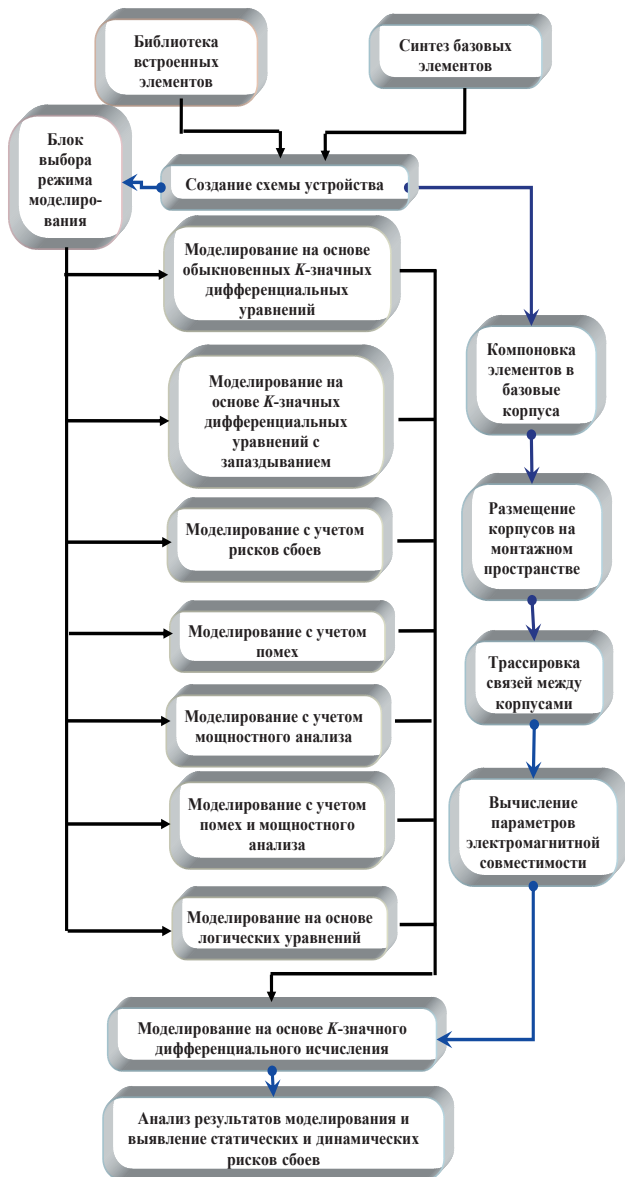 Библиотека
встроенных
элементов
Синтез базовых
элементов
Блок
выбора
режима
моделиро-
вания
Создание схемы устройства
Моделирование на основе
обыкновенных K-значных
дифференциальных
уравнений
Моделирование на
основе K-значных
дифференциальных
уравнений с
запаздыванием
Моделирование с учетом
рисков сбоев
Моделирование с учетом
помех
Моделирование с учетом
мощностного анализа
Моделирование с учетом
помех и мощностного
анализа
Моделирование на основе
логических уравнений
Компоновка
элементов в
базовые
корпуса
Размещение
корпусов на
монтажном
пространстве
Трассировка
связей между
корпусами
Вычисление
параметров
электромагнитной
совместимости
Моделирование на основе K-значного
дифференциального исчисления
Анализ результатов моделирования и
выявление статических и динамических
рисков сбоев